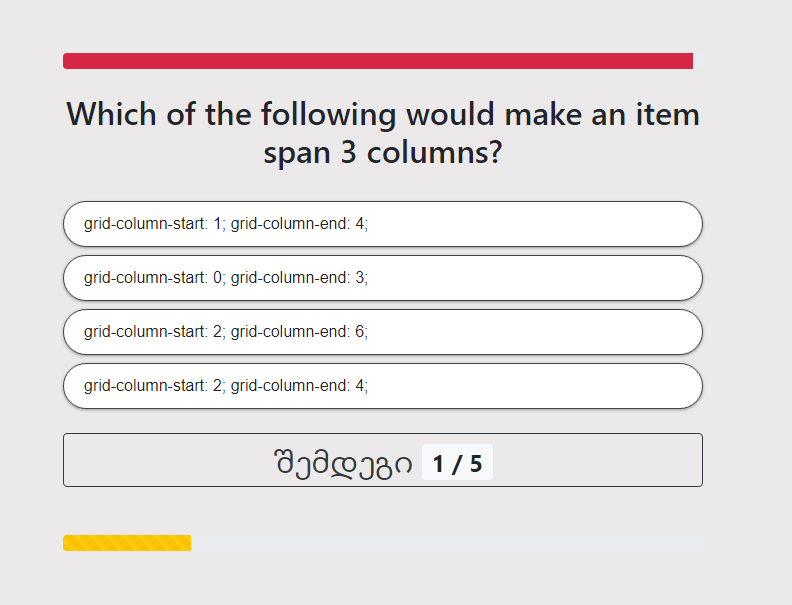 Which of the following would make an item
span 3 columns?
grid-column-start: 1; grid-column-end: 4;
grid-column-start: 0; grid-column-end: 3;
grid-column-start: 2; grid-column-end: 6;
grid-column-start: 2; grid-column-end: 4;
შემდეგი 1 / 5